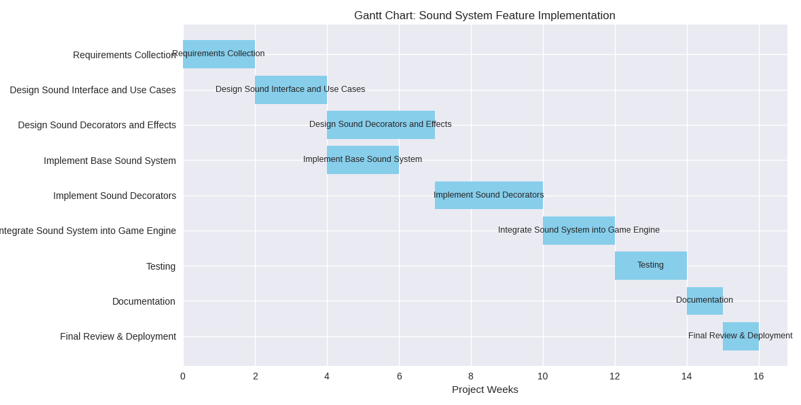 Gantt Chart: Sound System Feature Implementation
Requirements Collection Requirements Collection
Design Sound Interface and Use Cases Design Sound Interface and Use Cases
Design Sound Decorators and Effects Design Sound Decorators and Effects
Implement Base Sound System Implement Base Sound System
Implement Sound Decorators Implement Sound Decorators
ntegrate Sound System into Game Engine Integrate Sound System into Game Engine
Testing Testing
Documentation Documentation
Final Review & Deployment Final Review & Deployment
0 2 4 6 8 10 12 14 16
Project Weeks